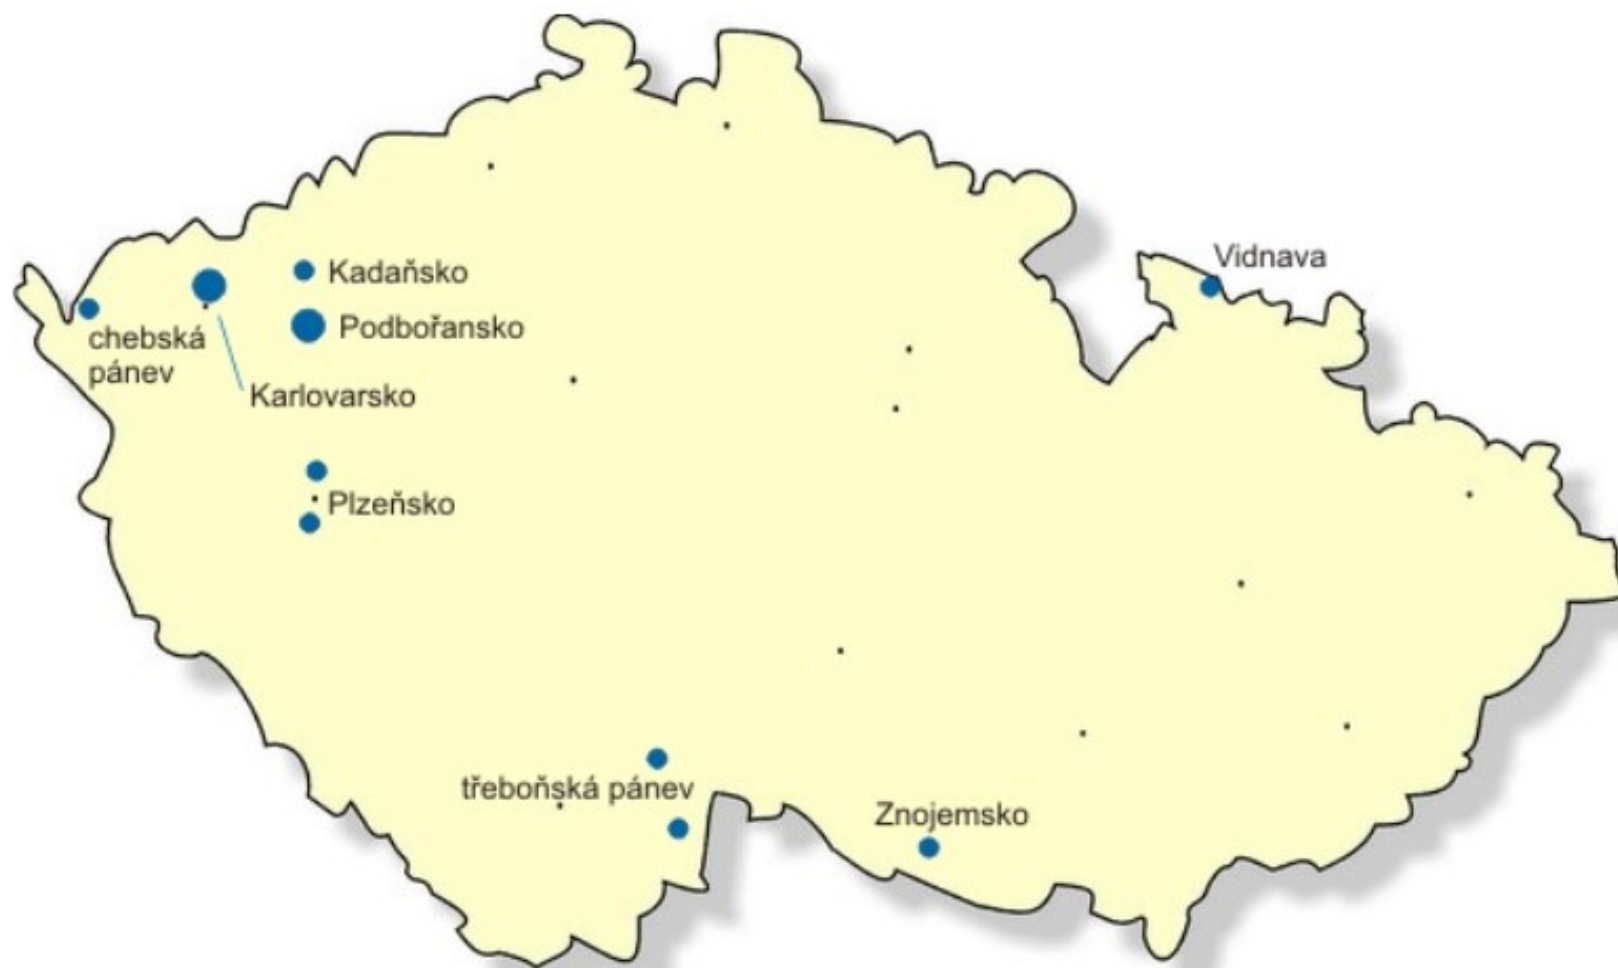 Vidnava
Kadaňsko
Podbořansko
chebská
pánev
Karlovarsko
Plzeňsko
třeboňská pánev
Znojemsko